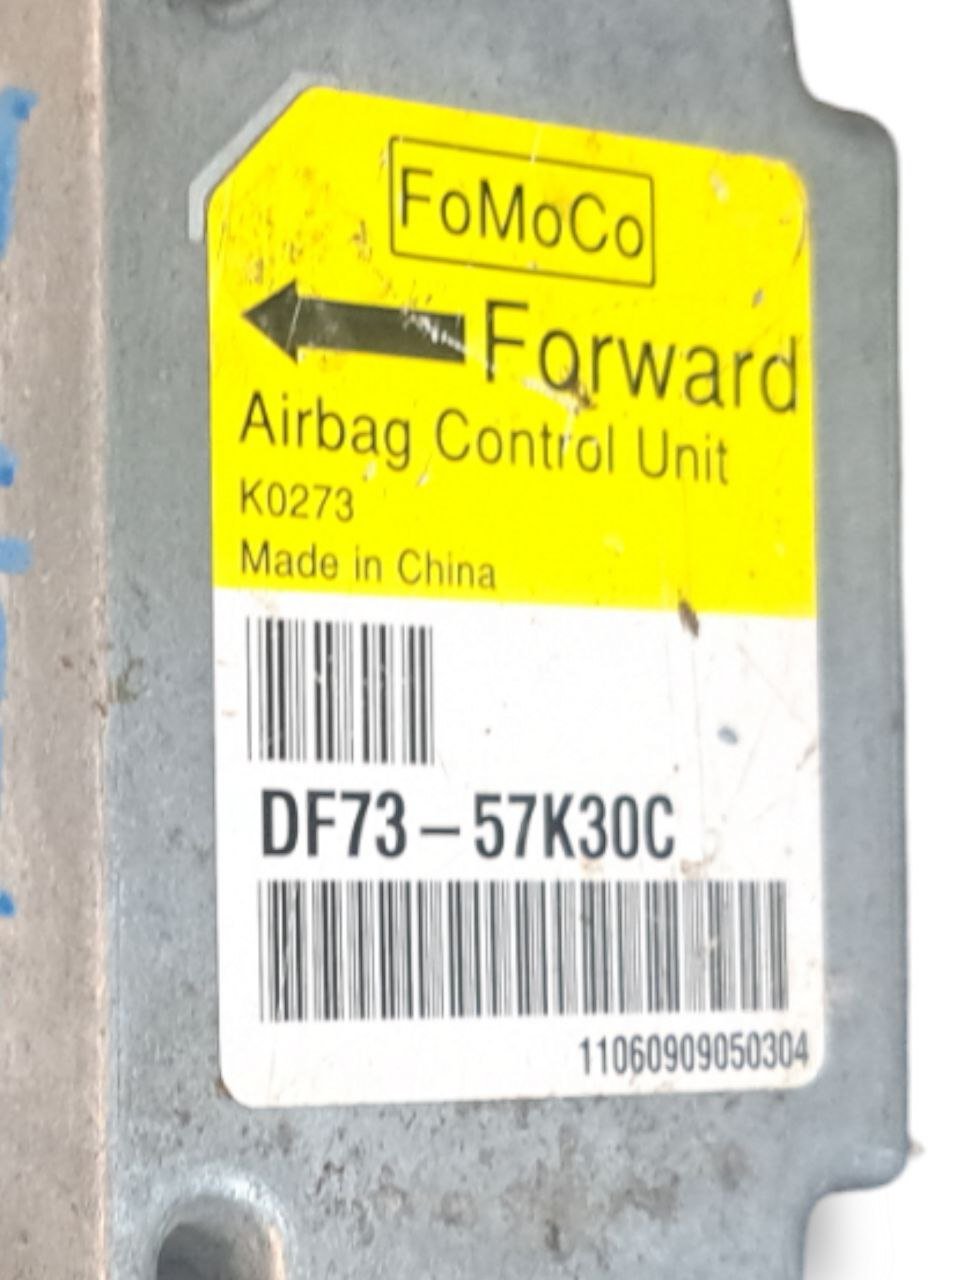 FoMoCo
Forward
Airbag Control Unit
K0273
Made in China
DF73-57K30C
11060909050304